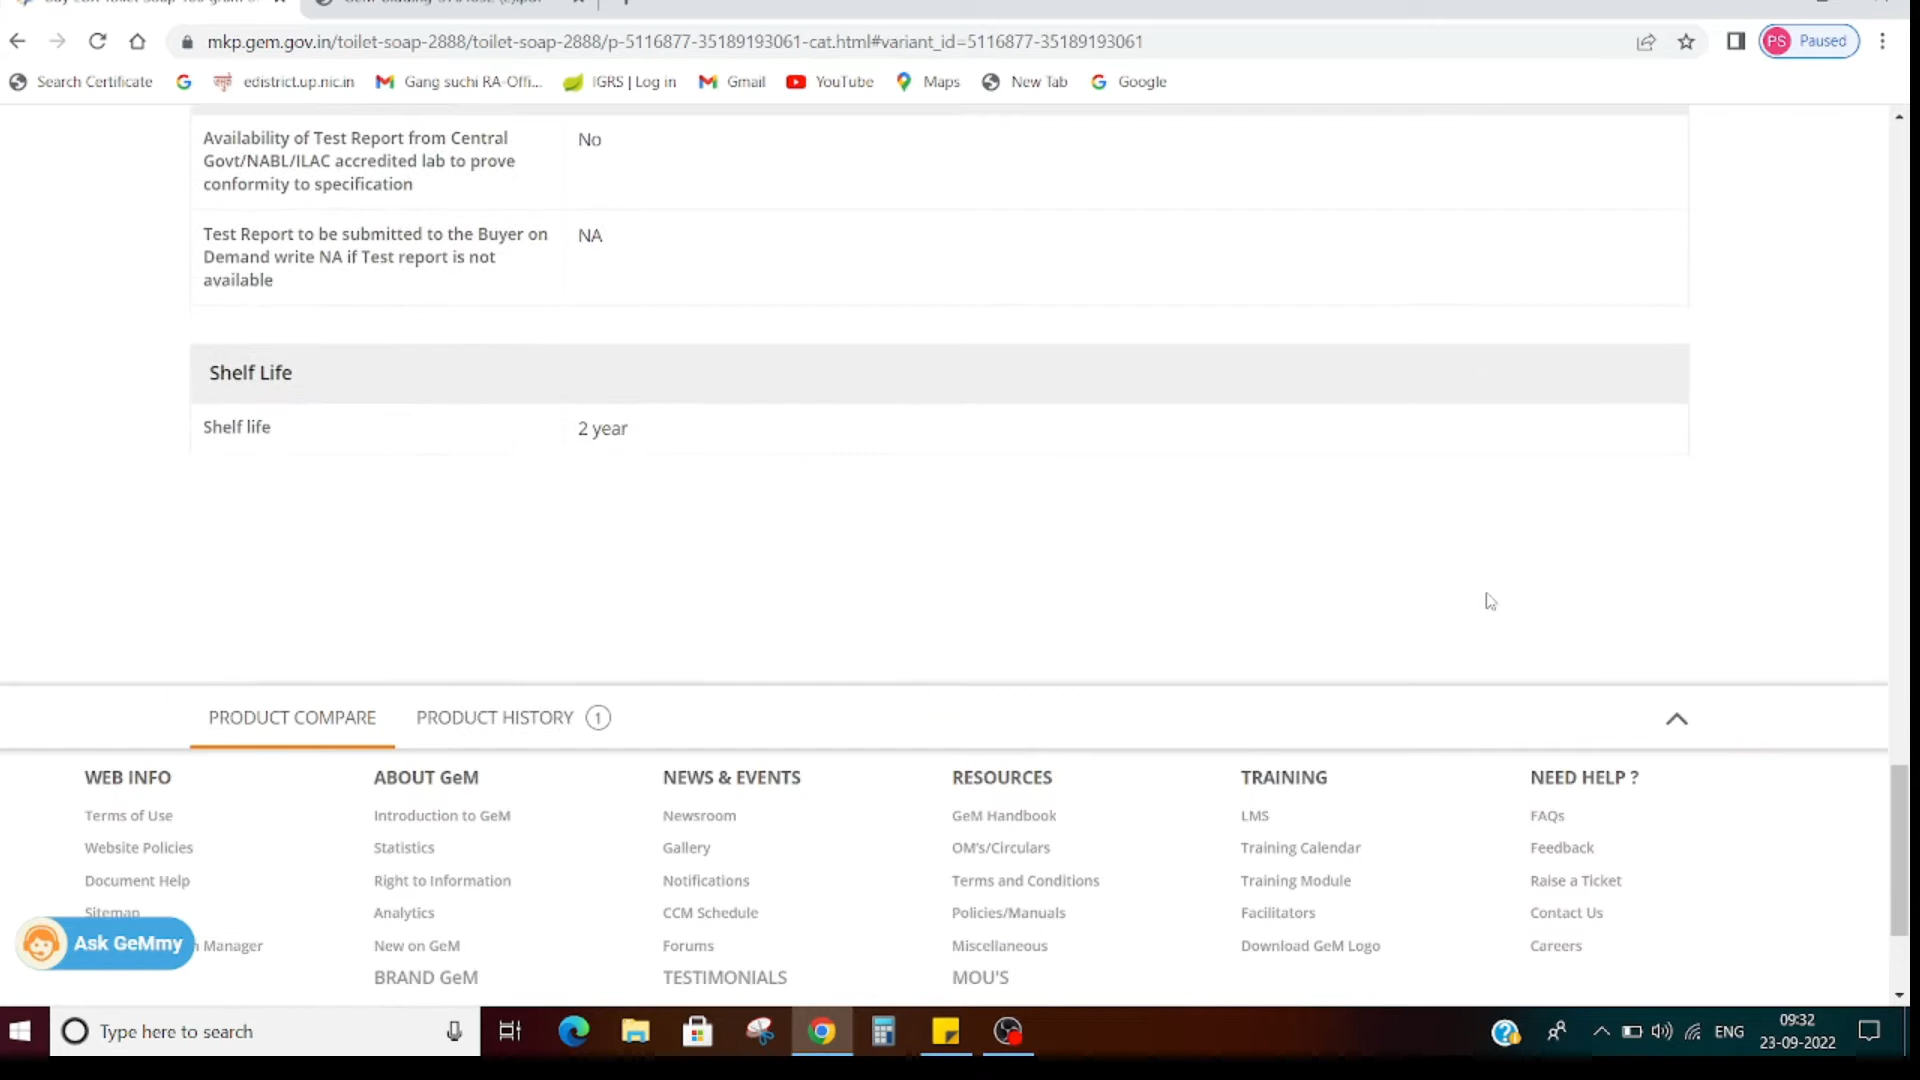 mkp.gem.gov.in/toilet-soap-2888/toilet-soap-2888/p-5116877-35189193061-cat.html#variant_id=5116877-35189193061
PS Paused
Search Certificate
edistrict.up.nic.in
Gang suchi RA-Offi...
IGRS | Log in
Gmail
YouTube
Maps
New Tab
Google
Availability of Test Report from Central
Govt/NABL/ILAC accredited lab to prove
conformity to specification
No
Test Report to be submitted to the Buyer on
Demand write NA if Test report is not
available
NA
Shelf Life
Shelf life
2 year
PRODUCT COMPARE
PRODUCT HISTORY 1
WEB INFO
Terms of Use
Website Policies
Document Help
Sitemap
Manager
Ask GeMmy
ABOUT GeM
Introduction to GeM
Statistics
Right to Information
Analytics
New on GeM
BRAND GeM
NEWS & EVENTS
Newsroom
Gallery
Notifications
CCM Schedule
Forums
TESTIMONIALS
RESOURCES
GeM Handbook
OM's/Circulars
Terms and Conditions
Policies/Manuals
Miscellaneous
MOU'S
TRAINING
LMS
Training Calendar
Training Module
Facilitators
Download GeM Logo
NEED HELP ?
FAQs
Feedback
Raise a Ticket
Contact Us
Careers
Type here to search
ENG
09:32
23-09-2022